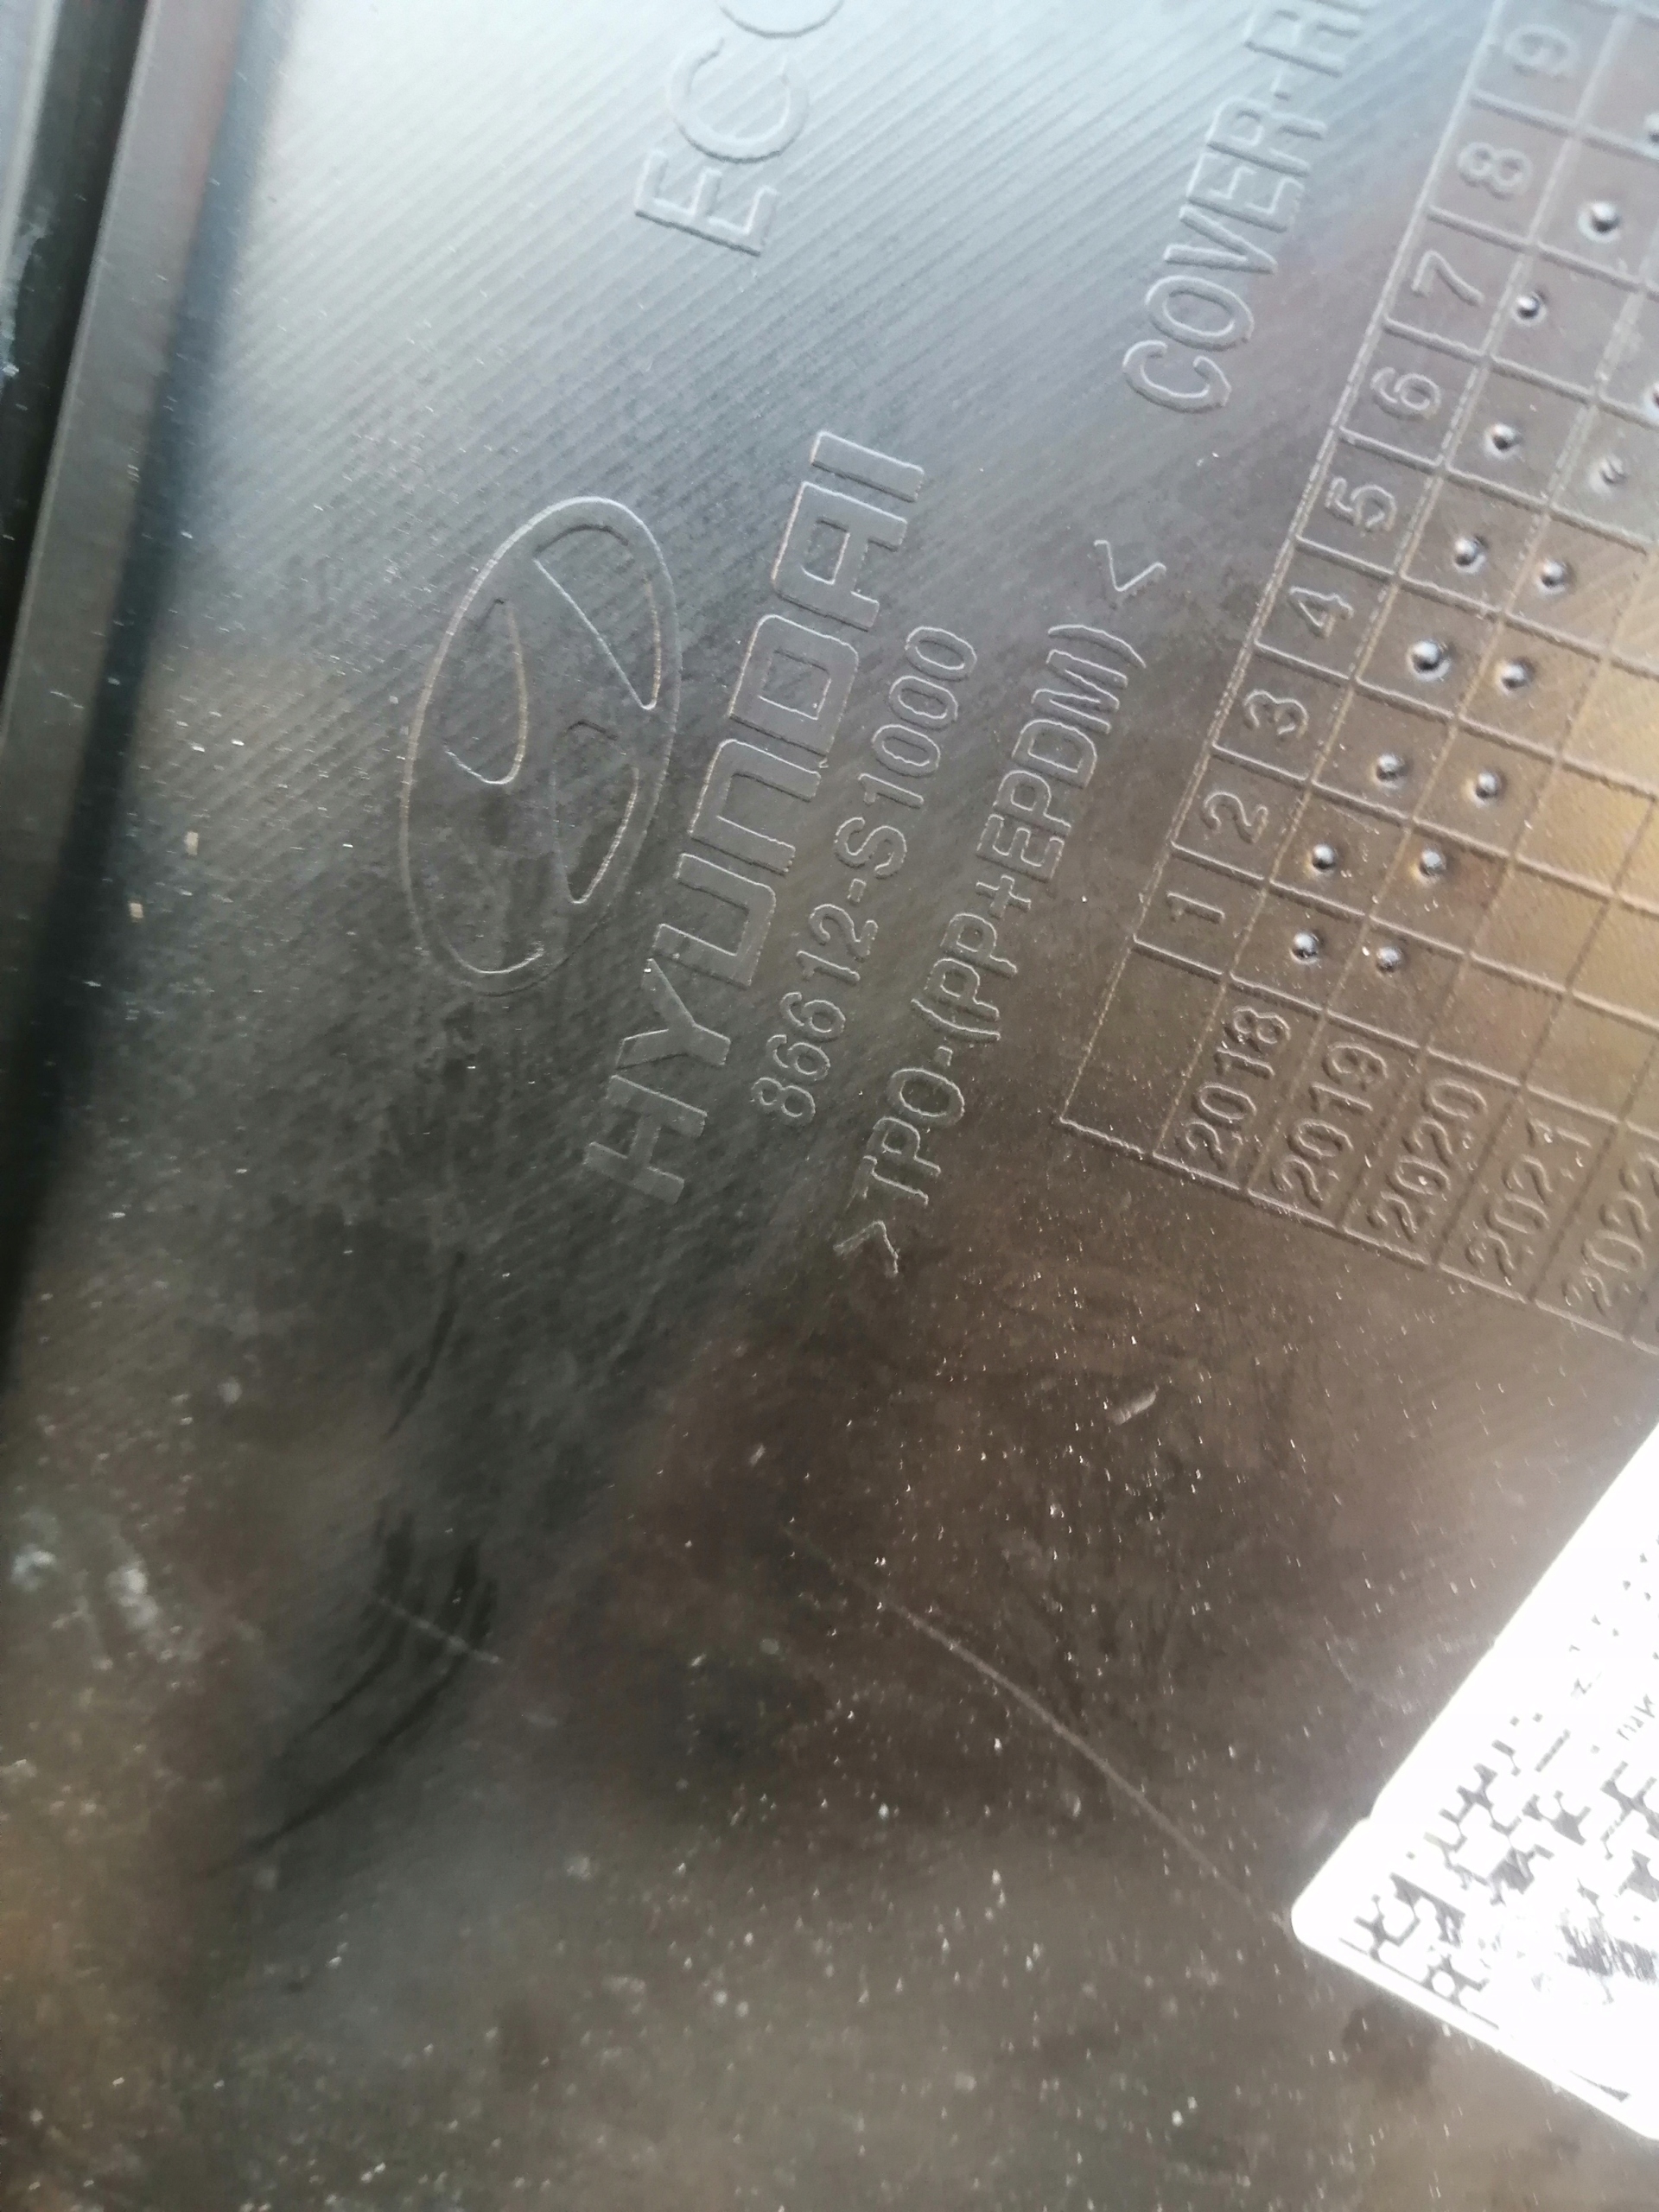 HYUNDAI
86612-S1000
>TPO-(PP+EPDM)<
COVER-
1 2 3 4 5 6 7 8 9
2018
2019
2020
2021
2022